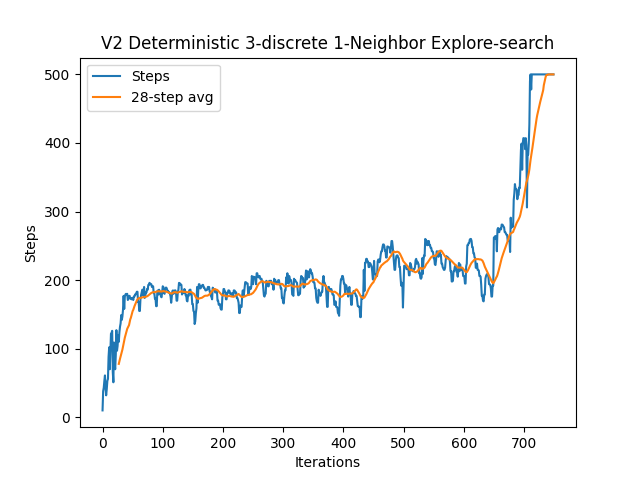 V2 Deterministic 3-discrete 1-Neighbor Explore-search
Steps
28-step avg
500
400
300
200
100
0
Steps
0 100 200 300 400 500 600 700
Iterations